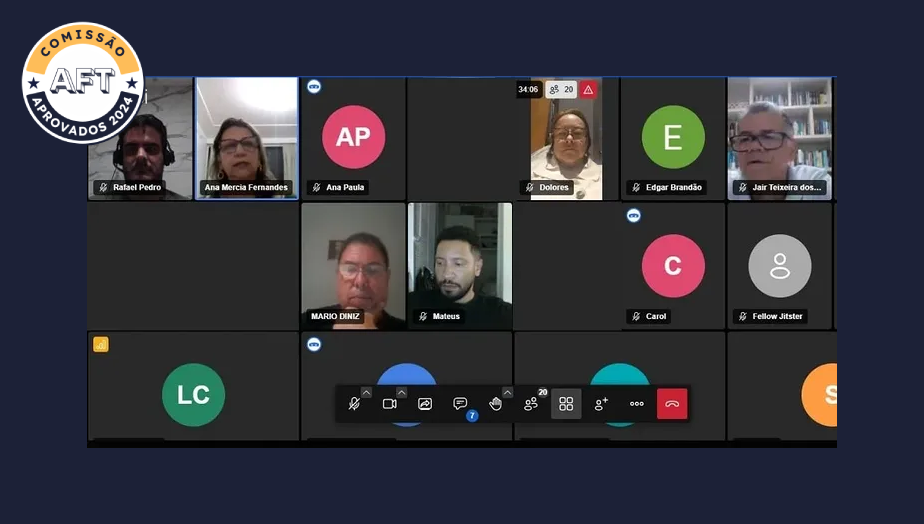 COMISSÃO
AFT
APROVADOS 2024
Rafael Pedro
Ana Mercia Fernandes
AP
Ana Paula
34:06
20
Dolores
E
Edgar Brandão
Jair Teixeira dos...
MARIO DINIZ
Mateus
C
Carol
Fellow Jitster
LC
7
20
S